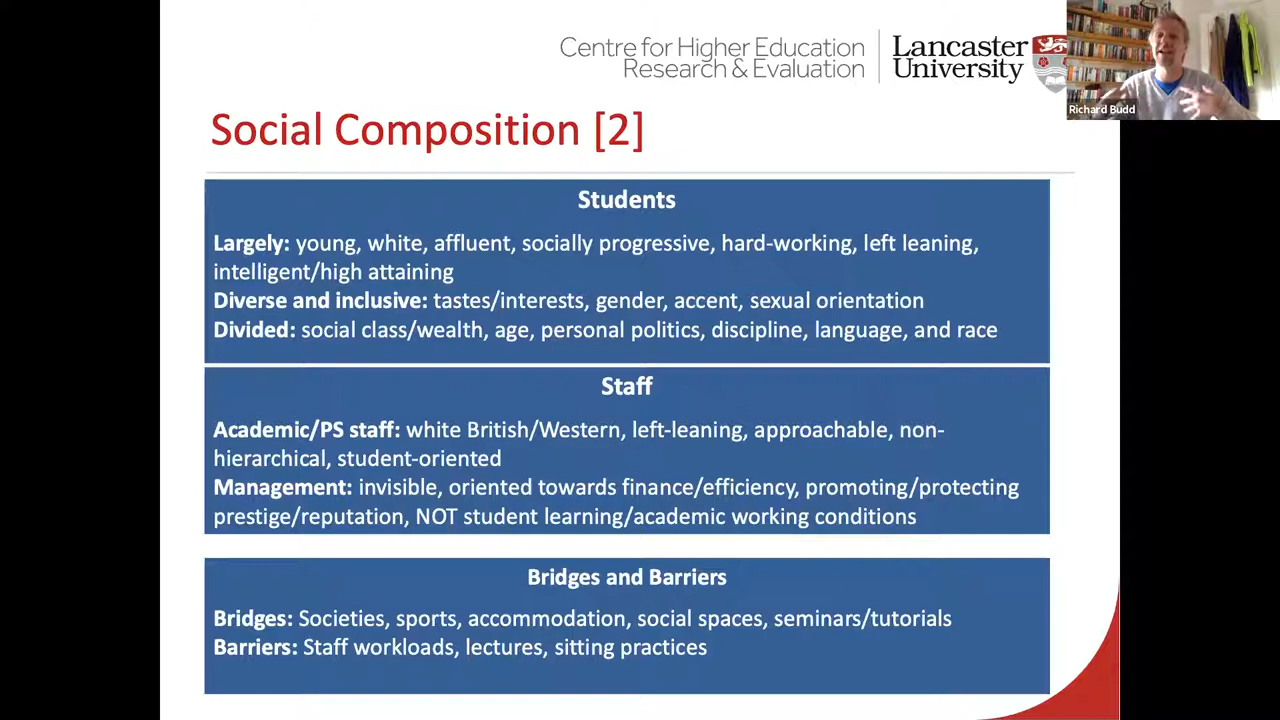 Centre for Higher Education
Research & Evaluation
Lancaster
University
Richard Budd
Social Composition [2]
Students
Largely: young, white, affluent, socially progressive, hard-working, left leaning,
intelligent/high attaining
Diverse and inclusive: tastes/interests, gender, accent, sexual orientation
Divided: social class/wealth, age, personal politics, discipline, language, and race
Staff
Academic/PS staff: white British/Western, left-leaning, approachable, non-
hierarchical, student-oriented
Management: invisible, oriented towards finance/efficiency, promoting/protecting
prestige/reputation, NOT student learning/academic working conditions
Bridges and Barriers
Bridges: Societies, sports, accommodation, social spaces, seminars/tutorials
Barriers: Staff workloads, lectures, sitting practices